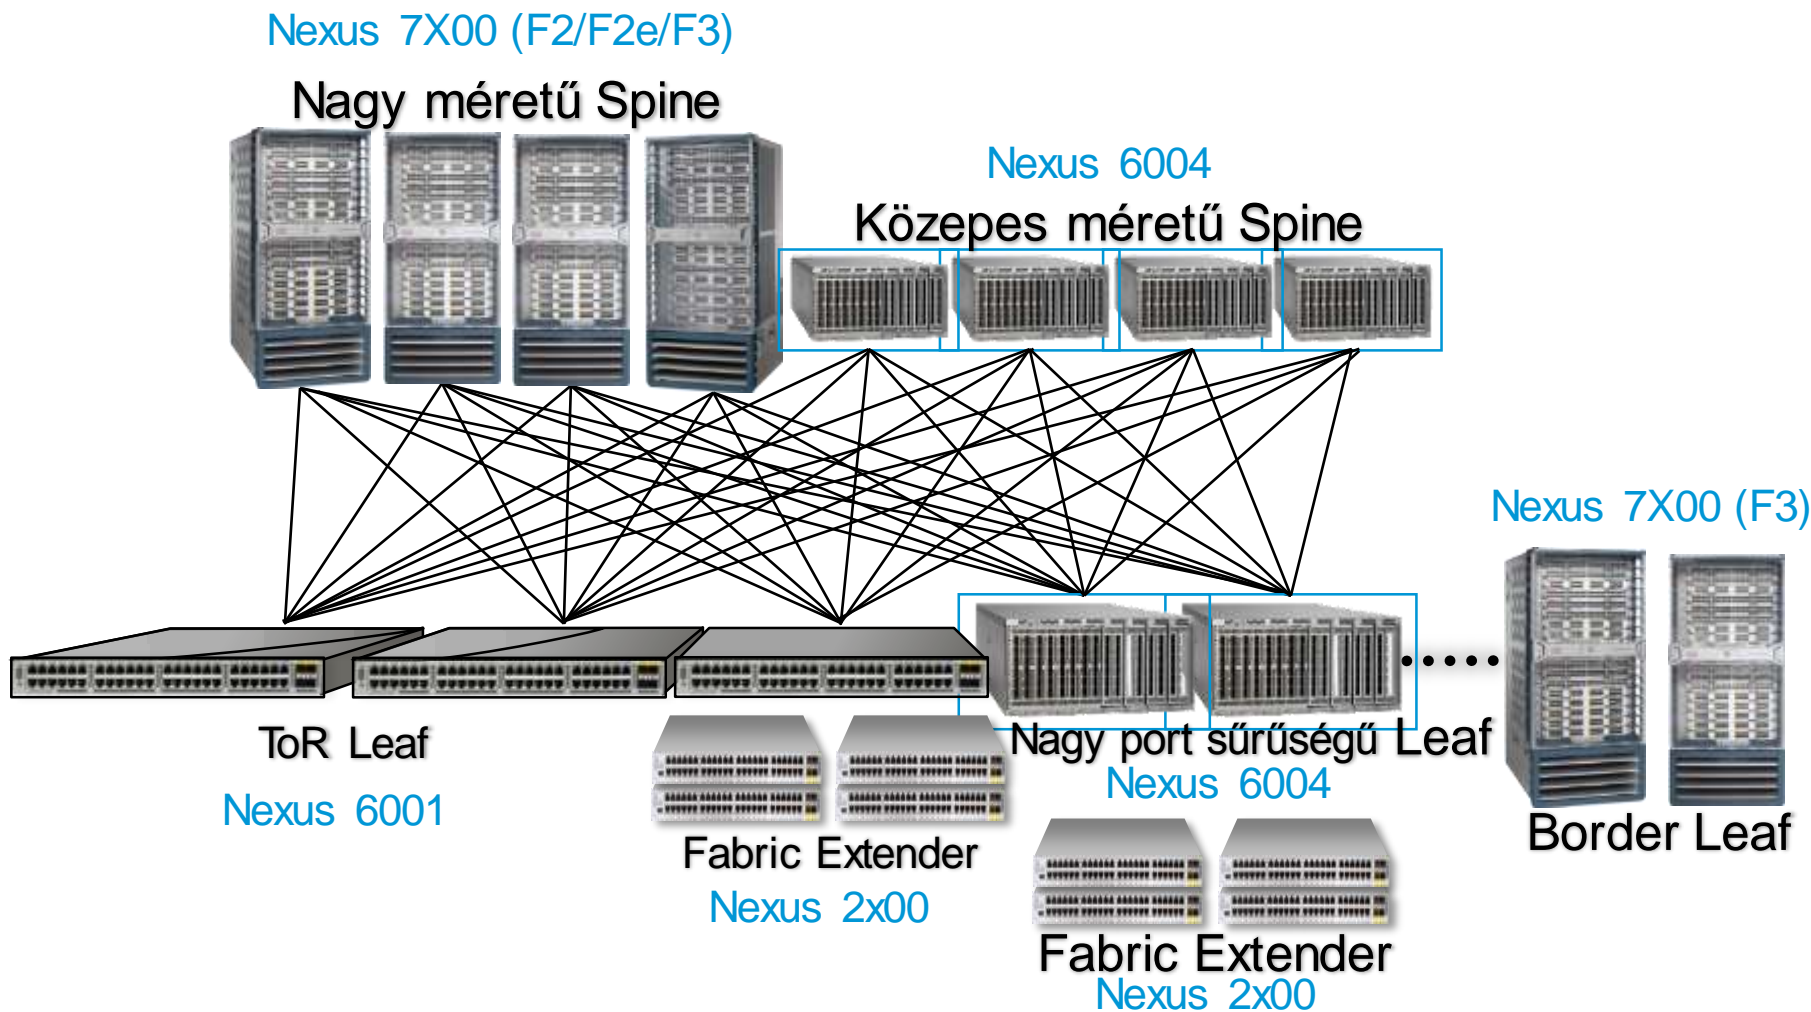 Nexus 7X00 (F2/F2e/F3)
Nagy méretű Spine
Nexus 6004
Közepes méretű Spine
Nexus 7X00 (F3)
ToR Leaf
Nexus 6001
Nagy port sűrűségű Leaf
Nexus 6004
Fabric Extender
Nexus 2x00
Border Leaf
Fabric Extender
Nexus 2x00